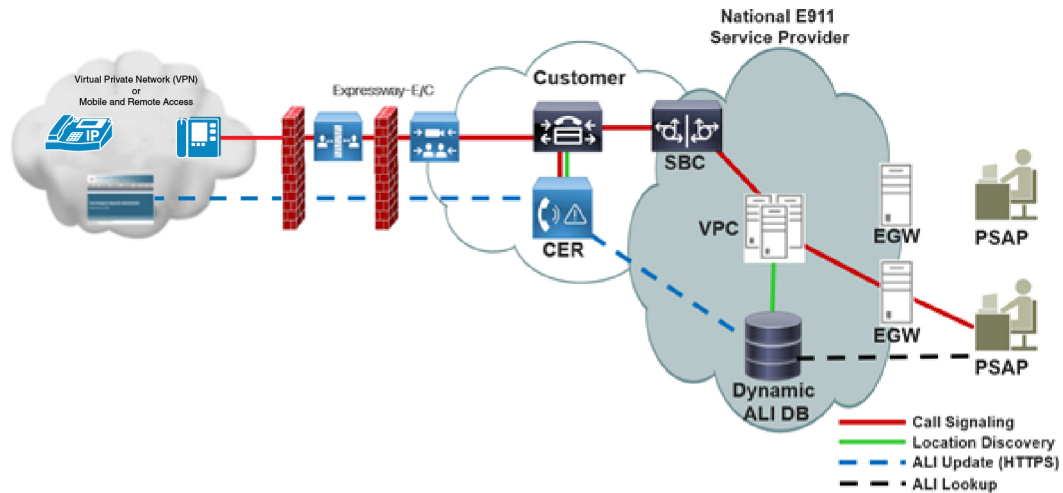 National E911
Service Provider
Virtual Private Network (VPN)
or
Mobile and Remote Access
Expressway-E/C
Customer
IP
SBC
VPC
EGW
PSAP
CER
EGW
PSAP
Dynamic
ALI DB
Call Signaling
Location Discovery
ALI Update (HTTPS)
ALI Lookup